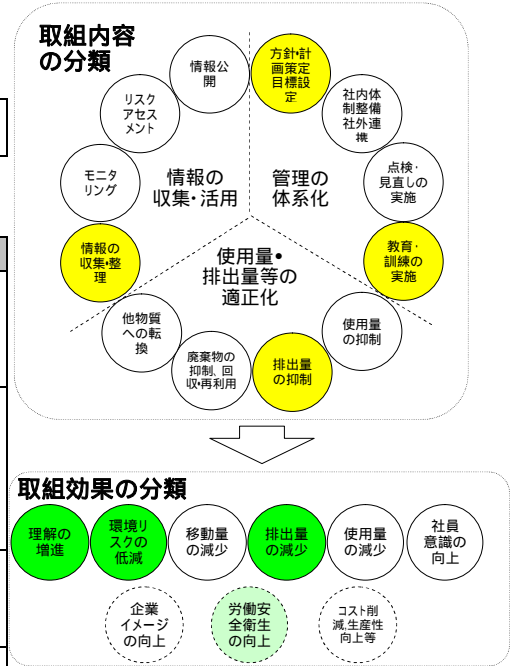 取組内容
の分類
情報公
開
方針・計
画策定
目標設
定
リスク
アセス
メント
社内体
制整備
社外連
携
モニタ
リング
点検・
見直しの
実施
情報の
収集・活用
管理の
体系化
情報の
収集・整
理
教育・
訓練の
実施
使用量・
排出量等の
適正化
他物質
への転
換
使用量
の抑制
廃棄物の
抑制、回
収・再利用
排出量
の抑制
取組効果の分類
理解の
増進
環境リ
スクの
低減
移動量
の減少
排出量
の減少
使用量
の減少
社員
意識の
向上
企業
イメージ
の向上
労働安
全衛生
の向上
コスト削
減,生産性
向上等